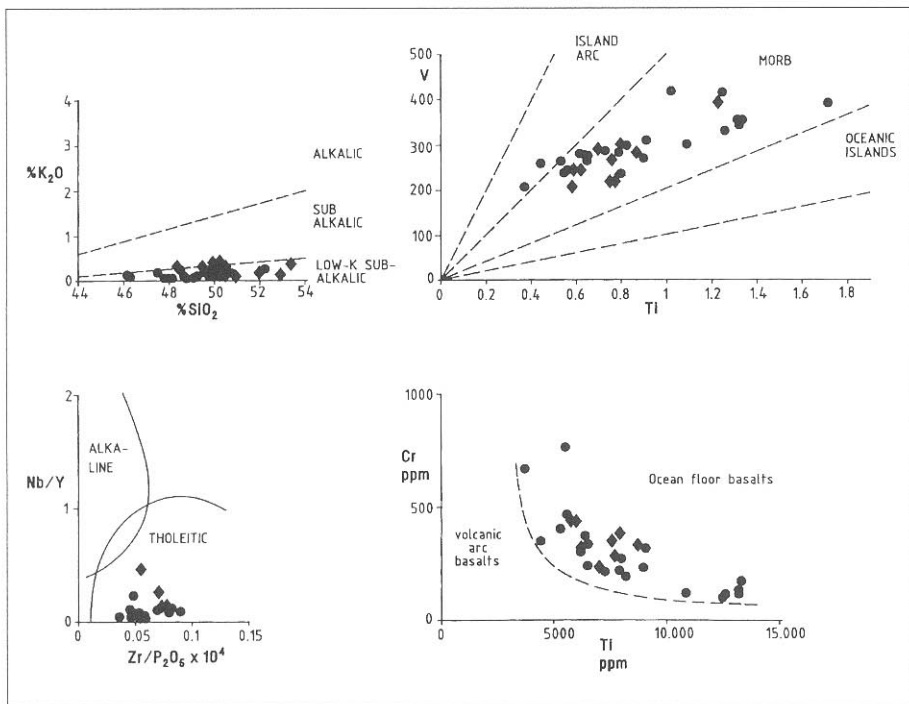 4
3
%K2O
2
1
0
44
46
48
50
52
54
%SiO2
ALKALIC
SUB
ALKALIC
LOW-K SUB-
ALKALIC
500
V
400
300
200
100
0
0
0.2
0.4
0.6
0.8
1.0
1.2
1.4
1.6
1.8
Ti
ISLAND
ARC
MORB
OCEANIC
ISLANDS
2
Nb/Y
1
0
0
0.05
0.1
0.15
Zr/P2O5 x 10^4
ALKA-
LINE
THOLEITIC
1000
Cr
ppm
500
0
0
5000
10.000
15.000
Ti
ppm
volcanic
arc
basalts
Ocean floor basalts